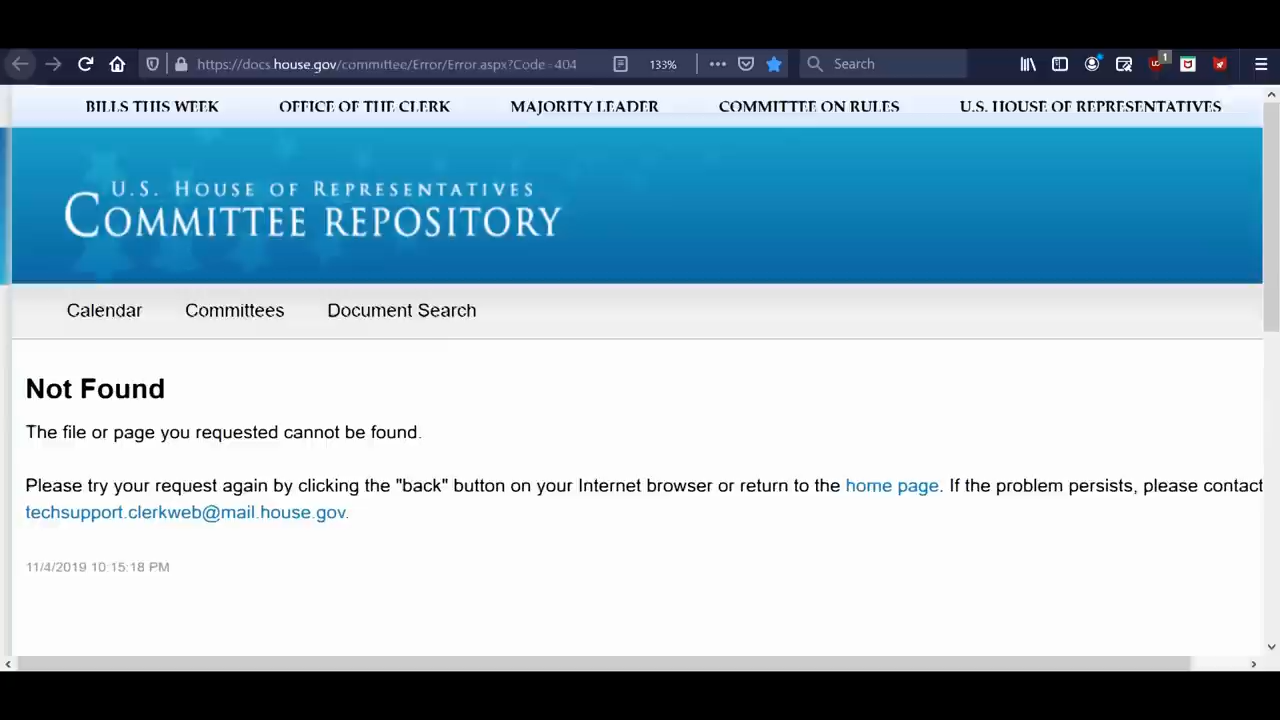 https://docs.house.gov/committee/Error/Error.aspx?Code=404
133%
Search
1
BILLS THIS WEEK OFFICE OF THE CLERK MAJORITY LEADER COMMITTEE ON RULES U.S. HOUSE OF REPRESENTATIVES
U.S. HOUSE OF REPRESENTATIVES
COMMITTEE REPOSITORY
Calendar Committees Document Search
Not Found
The file or page you requested cannot be found.
Please try your request again by clicking the "back" button on your Internet browser or return to the home page. If the problem persists, please contact
techsupport.clerkweb@mail.house.gov.
11/4/2019 10:15:18 PM